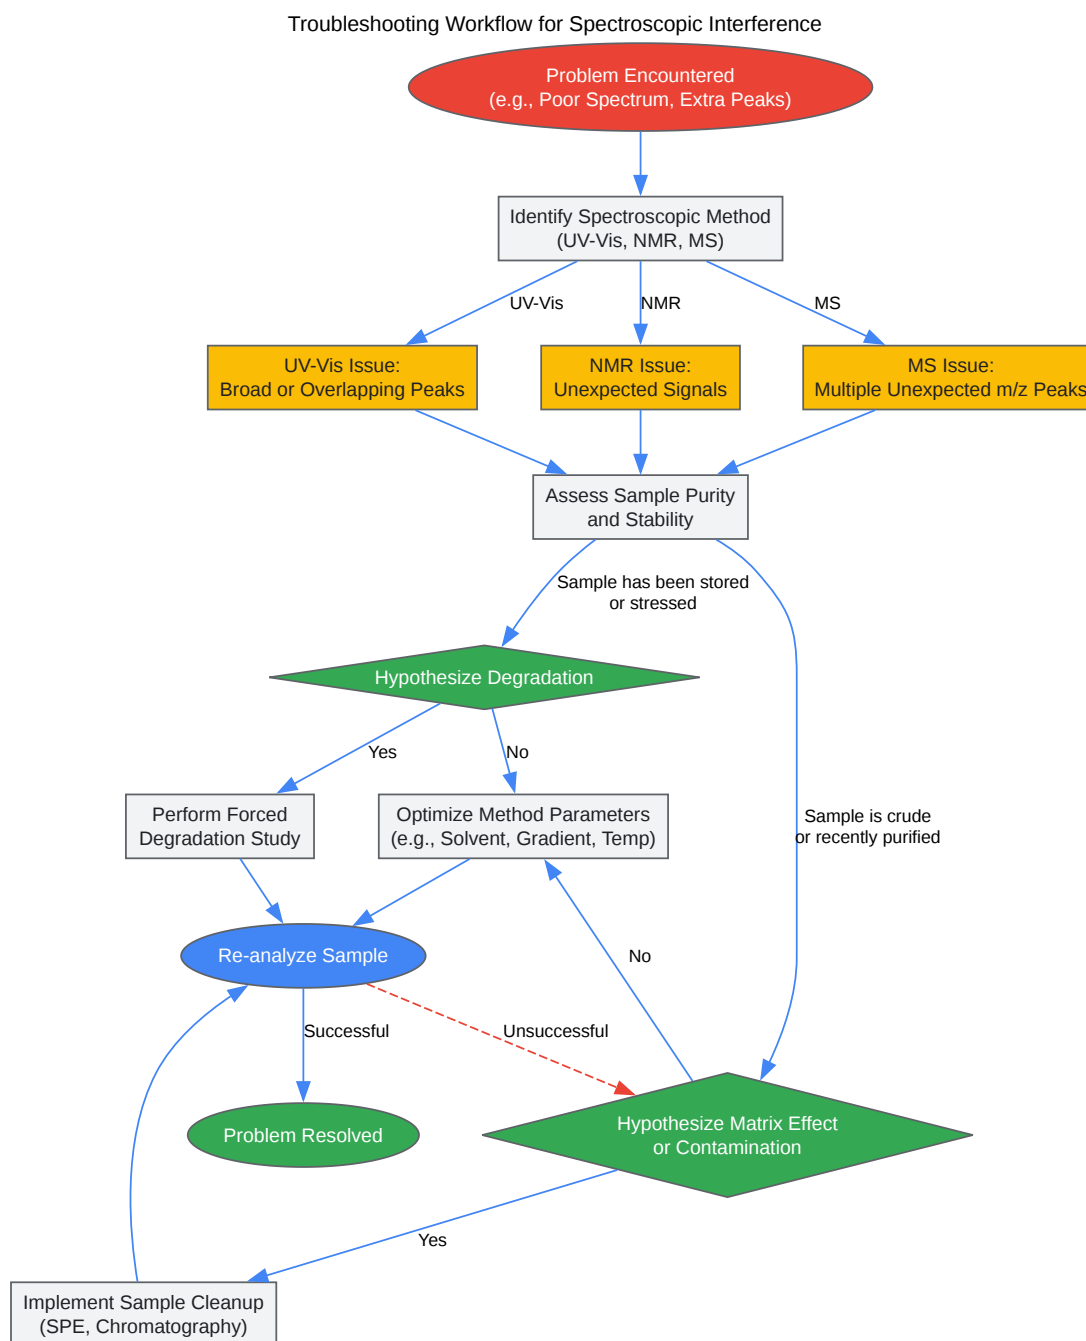 Troubleshooting Workflow for Spectroscopic Interference
Problem Encountered
(e.g., Poor Spectrum, Extra Peaks)
Identify Spectroscopic Method
(UV-Vis, NMR, MS)
UV-Vis
NMR
MS
UV-Vis Issue:
Broad or Overlapping Peaks
NMR Issue:
Unexpected Signals
MS Issue:
Multiple Unexpected m/z Peaks
Assess Sample Purity
and Stability
Sample has been stored
or stressed
Hypothesize Degradation
Yes
No
Perform Forced
Degradation Study
Optimize Method Parameters
(e.g., Solvent, Gradient, Temp)
Sample is crude
or recently purified
Re-analyze Sample
No
Successful
Unsuccessful
Problem Resolved
Hypothesize Matrix Effect
or Contamination
Yes
Implement Sample Cleanup
(SPE, Chromatography)